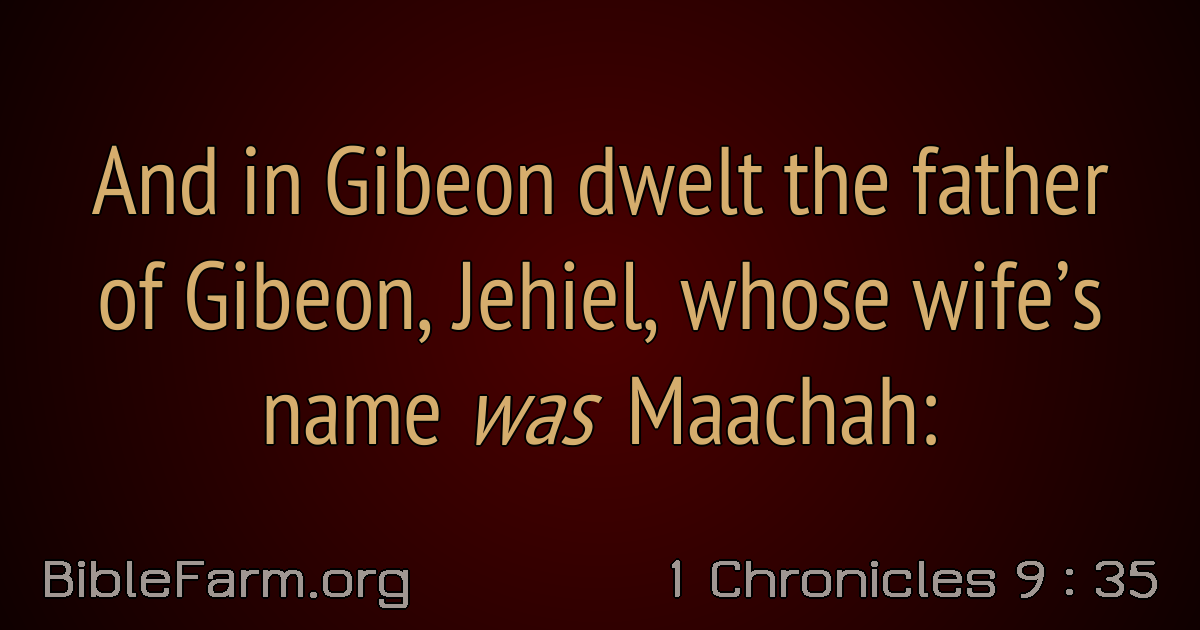 And in Gibeon dwelt the father
of Gibeon, Jehiel, whose wife’s
name was Maachah:
BibleFarm.org
1 Chronicles 9 : 35